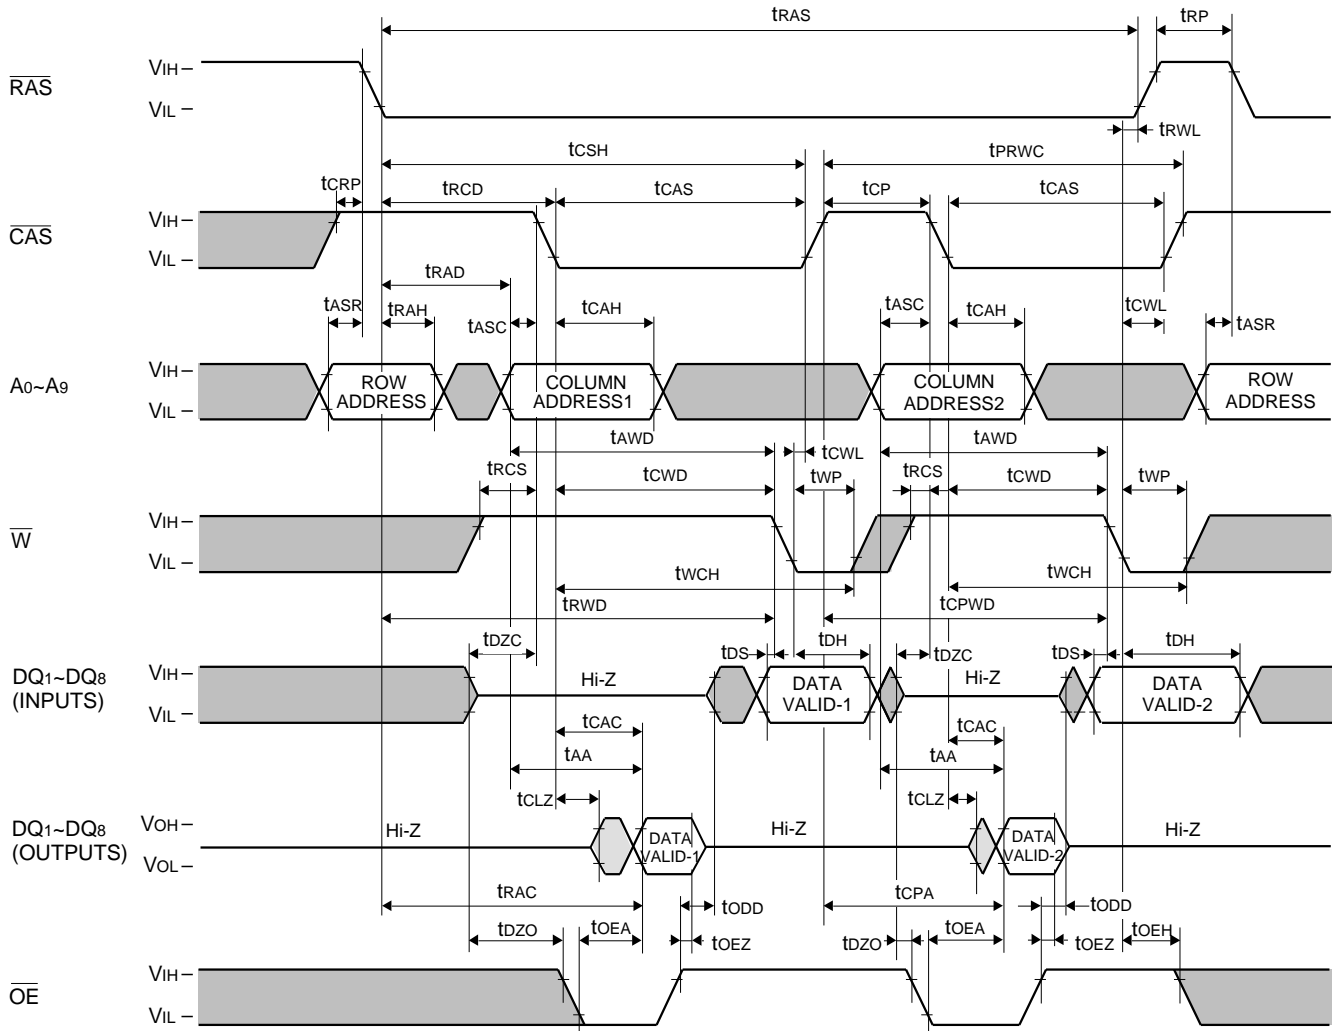 tRAS
tRP
RAS
VIH
VIL
tRWL
tCSH
tPRWC
tCRP
tRCD
tCAS
tCP
tCAS
CAS
VIH
VIL
tRAD
tASR
tRAH
tASC
tCAH
tASC
tCAH
tCWL
tASR
A0~A9
VIH
VIL
ROW ADDRESS
COLUMN ADDRESS1
COLUMN ADDRESS2
ROW ADDRESS
tAWD
tCWL
tAWD
tRCS
tCWD
tWP
tRCS
tCWD
tWP
W
VIH
VIL
tWCH
tWCH
tRWD
tCPWD
tDZC
tDS
tDH
tDZC
tDS
tDH
DQ1~DQ8
(INPUTS)
VIH
VIL
Hi-Z
DATA VALID-1
Hi-Z
DATA VALID-2
tCAC
tCAC
tAA
tAA
tCLZ
tCLZ
DQ1~DQ8
(OUTPUTS)
VOH
VOL
Hi-Z
DATA VALID-1
Hi-Z
DATA VALID-2
Hi-Z
tRAC
tODD
tCPA
tODD
tDZO
tOEA
tOEZ
tDZO
tOEA
tOEZ
tOEH
OE
VIH
VIL